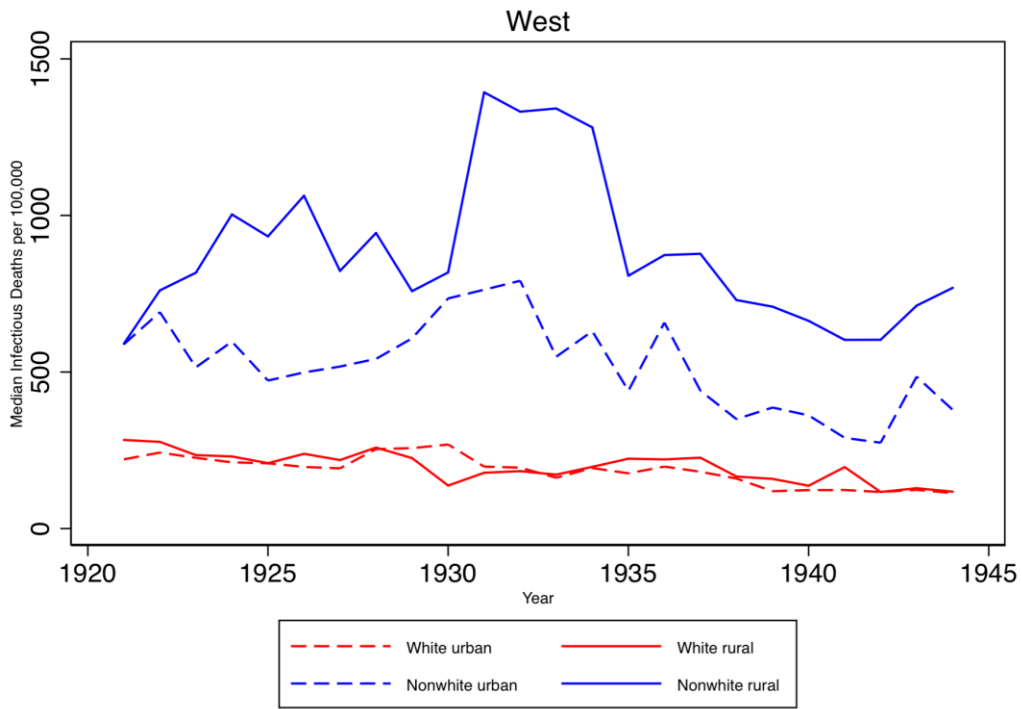 West
Median Infectious Deaths per 100,000
1500
1000
500
0
1920 1925 1930 1935 1940 1945
Year
White urban White rural
Nonwhite urban Nonwhite rural